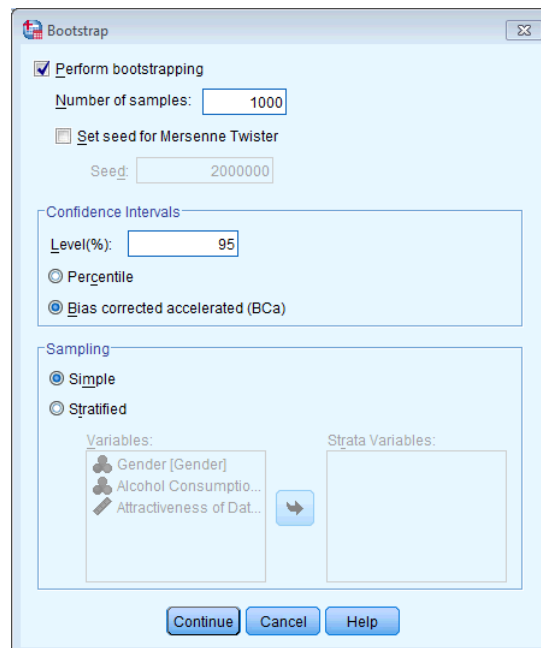 Bootstrap
Perform bootstrapping
Number of samples: 1000
Set seed for Mersenne Twister
Seed: 2000000
Confidence Intervals
Level(%): 95
Percentile
Bias corrected accelerated (BCa)
Sampling
Simple
Stratified
Variables: Strata Variables:
Gender [Gender]
Alcohol Consumptio...
Attractiveness of Dat...
Continue Cancel Help